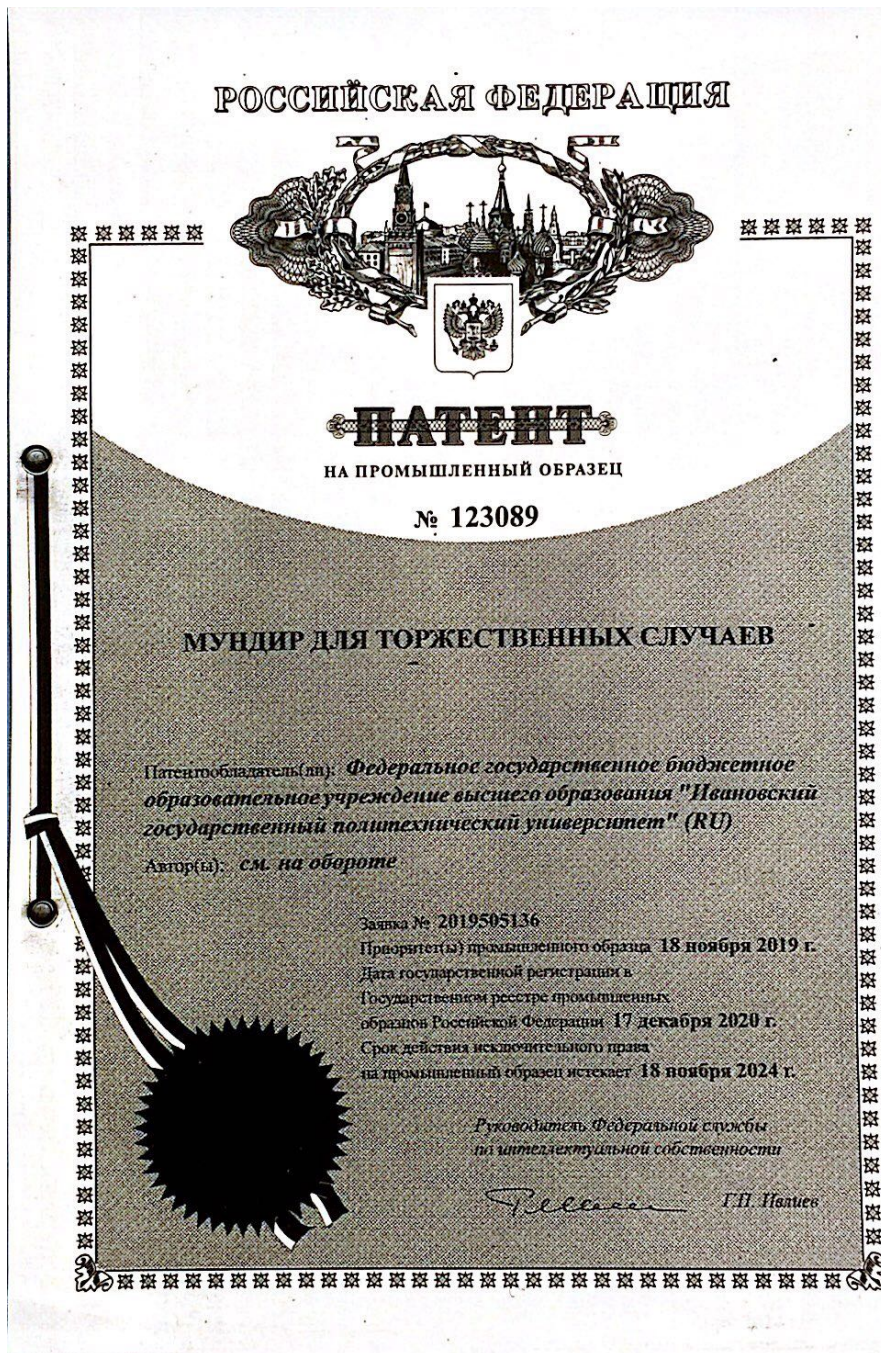 РОССИЙСКАЯ ФЕДЕРАЦИЯ
ПАТЕНТ
НА ПРОМЫШЛЕННЫЙ ОБРАЗЕЦ
№ 123089
МУНДИР ДЛЯ ТОРЖЕСТВЕННЫХ СЛУЧАЕВ
Патентообладатель(ли): Федеральное государственное бюджетное
образовательное учреждение высшего образования "Ивановский
государственный политехнический университет" (RU)
Автор(ы): см. на обороте
Заявка № 2019505136
Приоритет(ы) промышленного образца 18 ноября 2019 г.
Дата государственной регистрации в
Государственном реестре промышленных
образцов Российской Федерации 17 декабря 2020 г.
Срок действия исключительного права
на промышленный образец истекает 18 ноября 2024 г.
Руководитель Федеральной службы
по интеллектуальной собственности
Г.П. Ивлиев